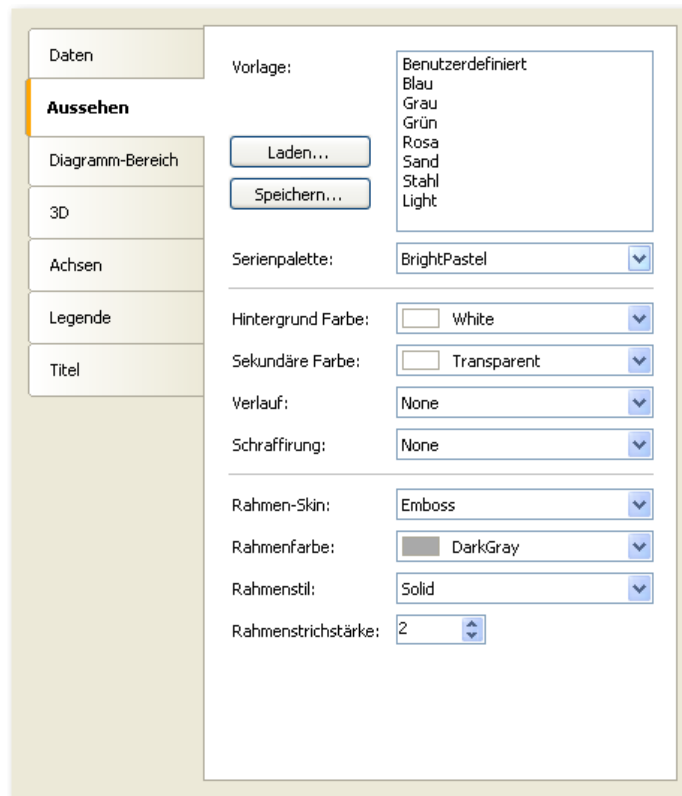 Daten
Aussehen
Diagramm-Bereich
3D
Achsen
Legende
Titel
Vorlage:
Benutzerdefiniert
Blau
Grau
Grün
Rosa
Sand
Stahl
Light
Laden...
Speichern...
Serienpalette: BrightPastel
Hintergrund Farbe: White
Sekundäre Farbe: Transparent
Verlauf: None
Schraffirung: None
Rahmen-Skin: Emboss
Rahmenfarbe: DarkGray
Rahmenstil: Solid
Rahmenstrichstärke: 2